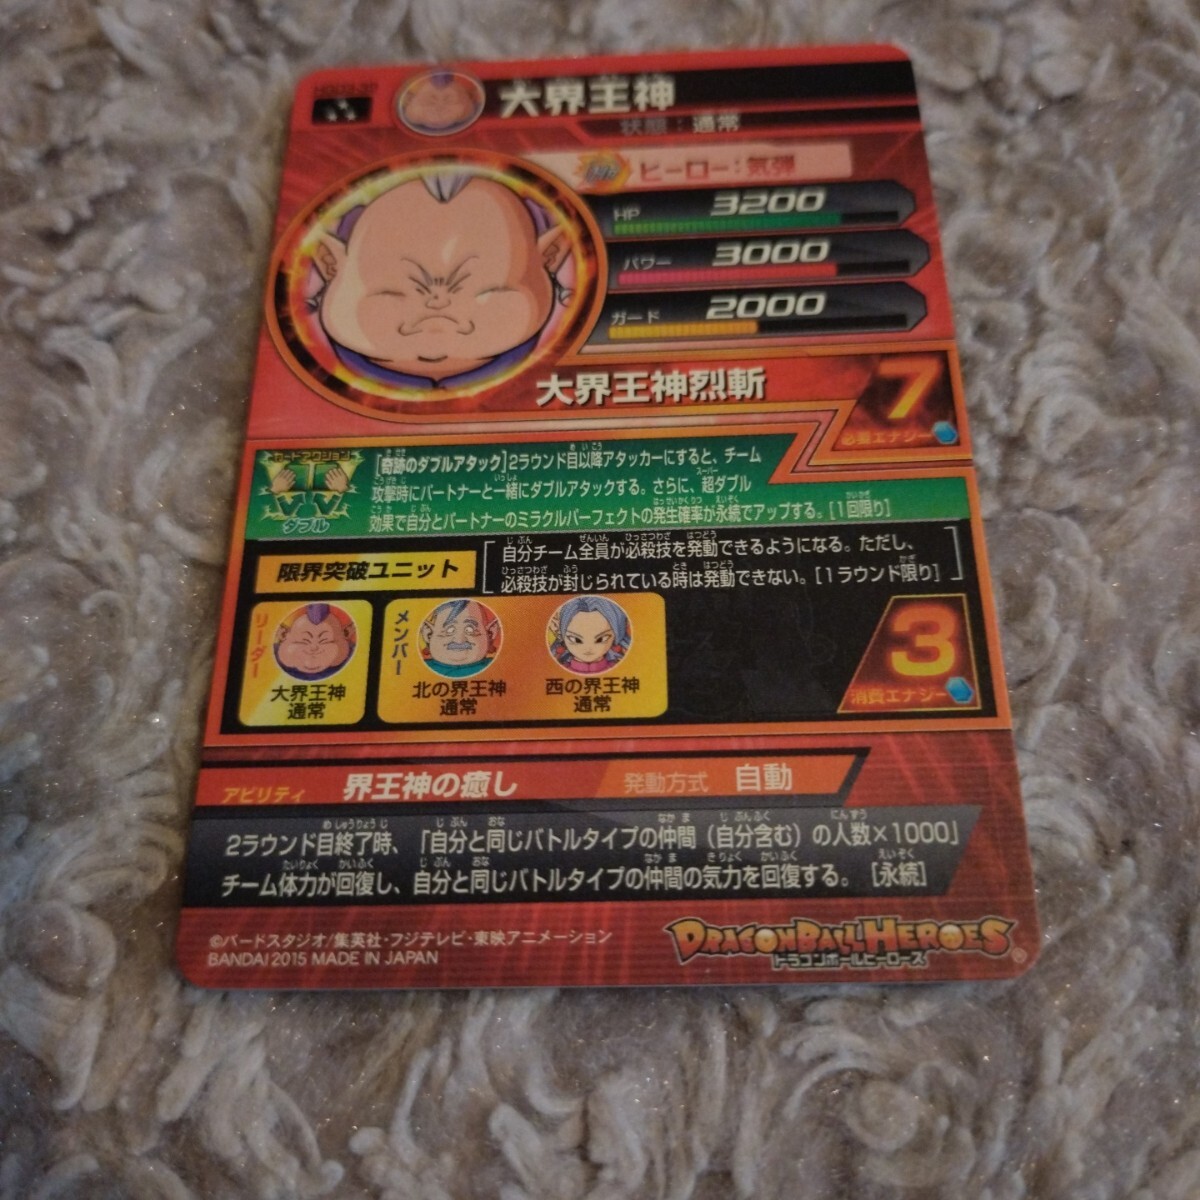 大界王神
状態：通常
ヒーロー：気弾
HP 3200
パワー 3000
ガード 2000
大界王神烈斬
7
必要エナジー
カードアクション
ダブル
[奇跡のダブルアタック]2ラウンド目以降アタッカーにすると、チーム
攻撃時にパートナーと一緒にダブルアタックする。さらに、超ダブル
効果で自分とパートナーのミラクルパーフェクトの発生確率が永続でアップする。[1回限り]
限界突破ユニット
自分チーム全員が必殺技を発動できるようになる。ただし、
必殺技が封じられている時は発動できない。[1ラウンド限り]
リーダー
大界王神
通常
メンバー
北の界王神
通常
西の界王神
通常
3
消費エナジー
アビリティ 界王神の癒し 発動方式 自動
2ラウンド目終了時、「自分と同じバトルタイプの仲間（自分含む）の人数×1000」
チーム体力が回復し、自分と同じバトルタイプの仲間の気力を回復する。 [永続]
©バードスタジオ/集英社・フジテレビ・東映アニメーション
BANDAI 2015 MADE IN JAPAN
DRAGONBALL HEROES
ドラゴンボールヒーローズ